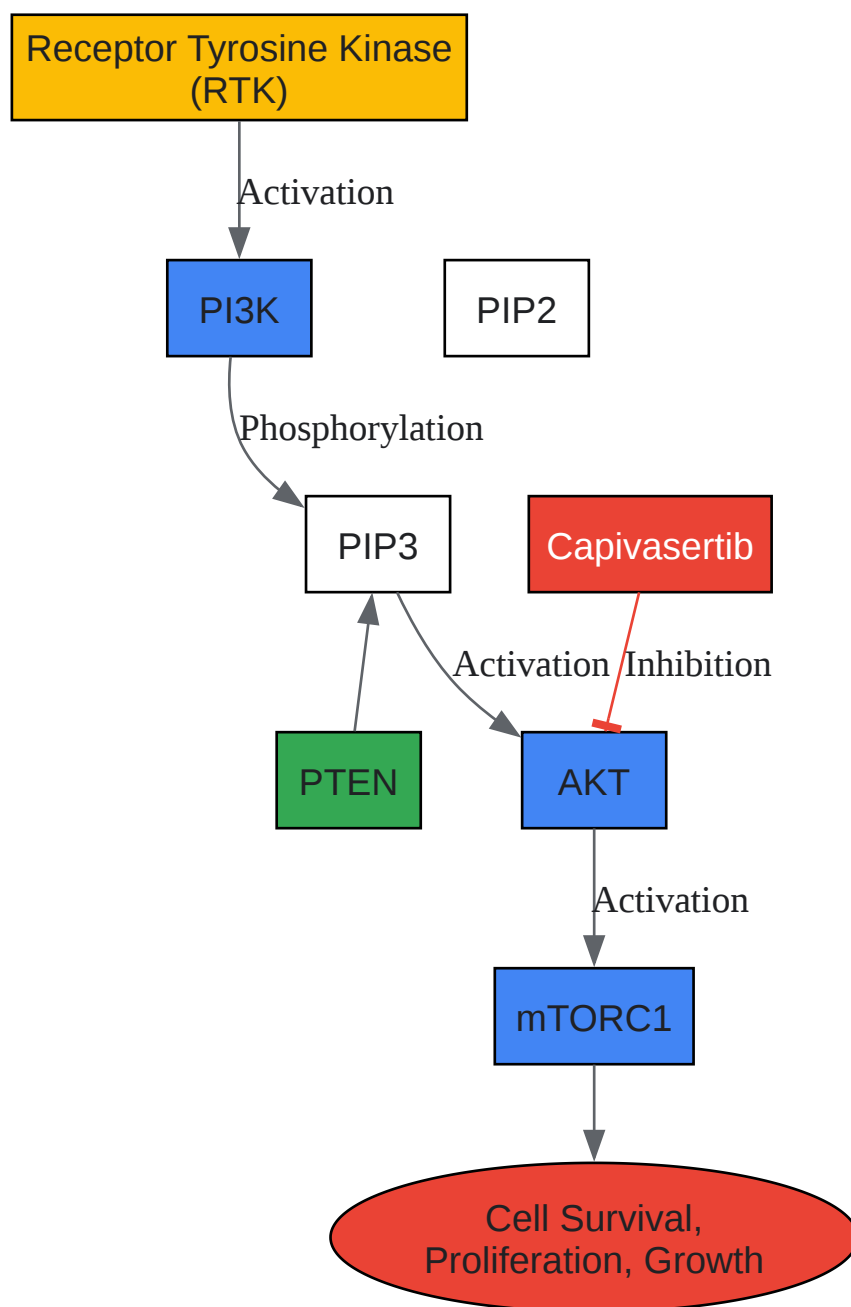 Receptor Tyrosine Kinase
(RTK)
Activation
PI3K
PIP2
Phosphorylation
PIP3
Capivasertib
Activation
Inhibition
PTEN
AKT
Activation
mTORC1
Cell Survival,
Proliferation, Growth